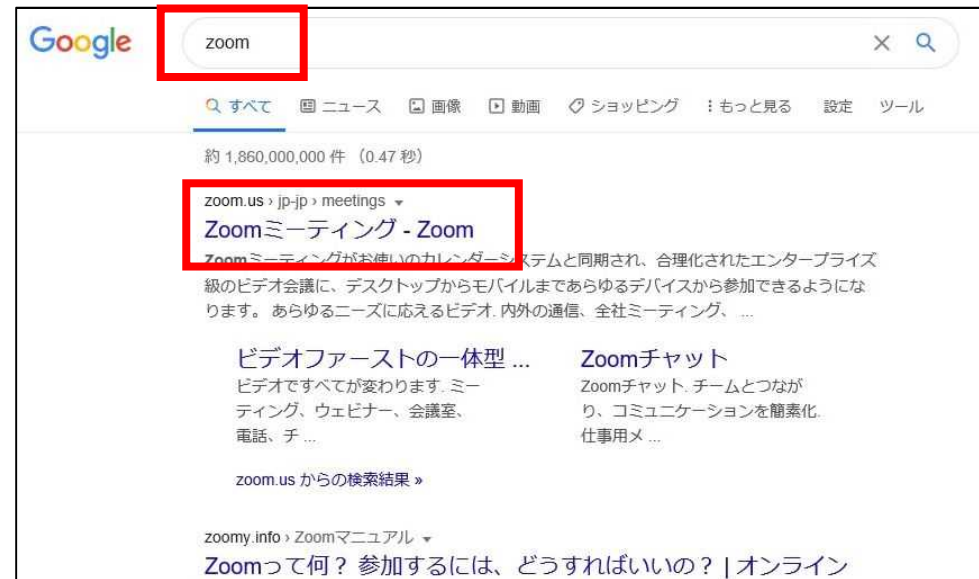 Google
zoom
すべて ニュース 画像 動画 ショッピング もっと見る 設定 ツール
約 1,860,000,000 件 （0.47 秒）
zoom.us › jp-jp › meetings
Zoomミーティング - Zoom
Zoomミーティングがお使いのカレンダーシステムと同期され、合理化されたエンタープライズ
級のビデオ会議に、デスクトップからモバイルまであらゆるデバイスから参加できるようにな
ります。 あらゆるニーズに応えるビデオ. 内外の通信、全社ミーティング、 ...
ビデオファーストの一体型 ...
ビデオですべてが変わります. ミー
ティング、ウェビナー、会議室、
電話、チ ...
Zoomチャット
Zoomチャット. チームとつなが
り、コミュニケーションを簡素化.
仕事用メ ...
zoom.us からの検索結果 »
zoomy.info › Zoomマニュアル
Zoomって何？ 参加するには、どうすればいいの？ | オンライン